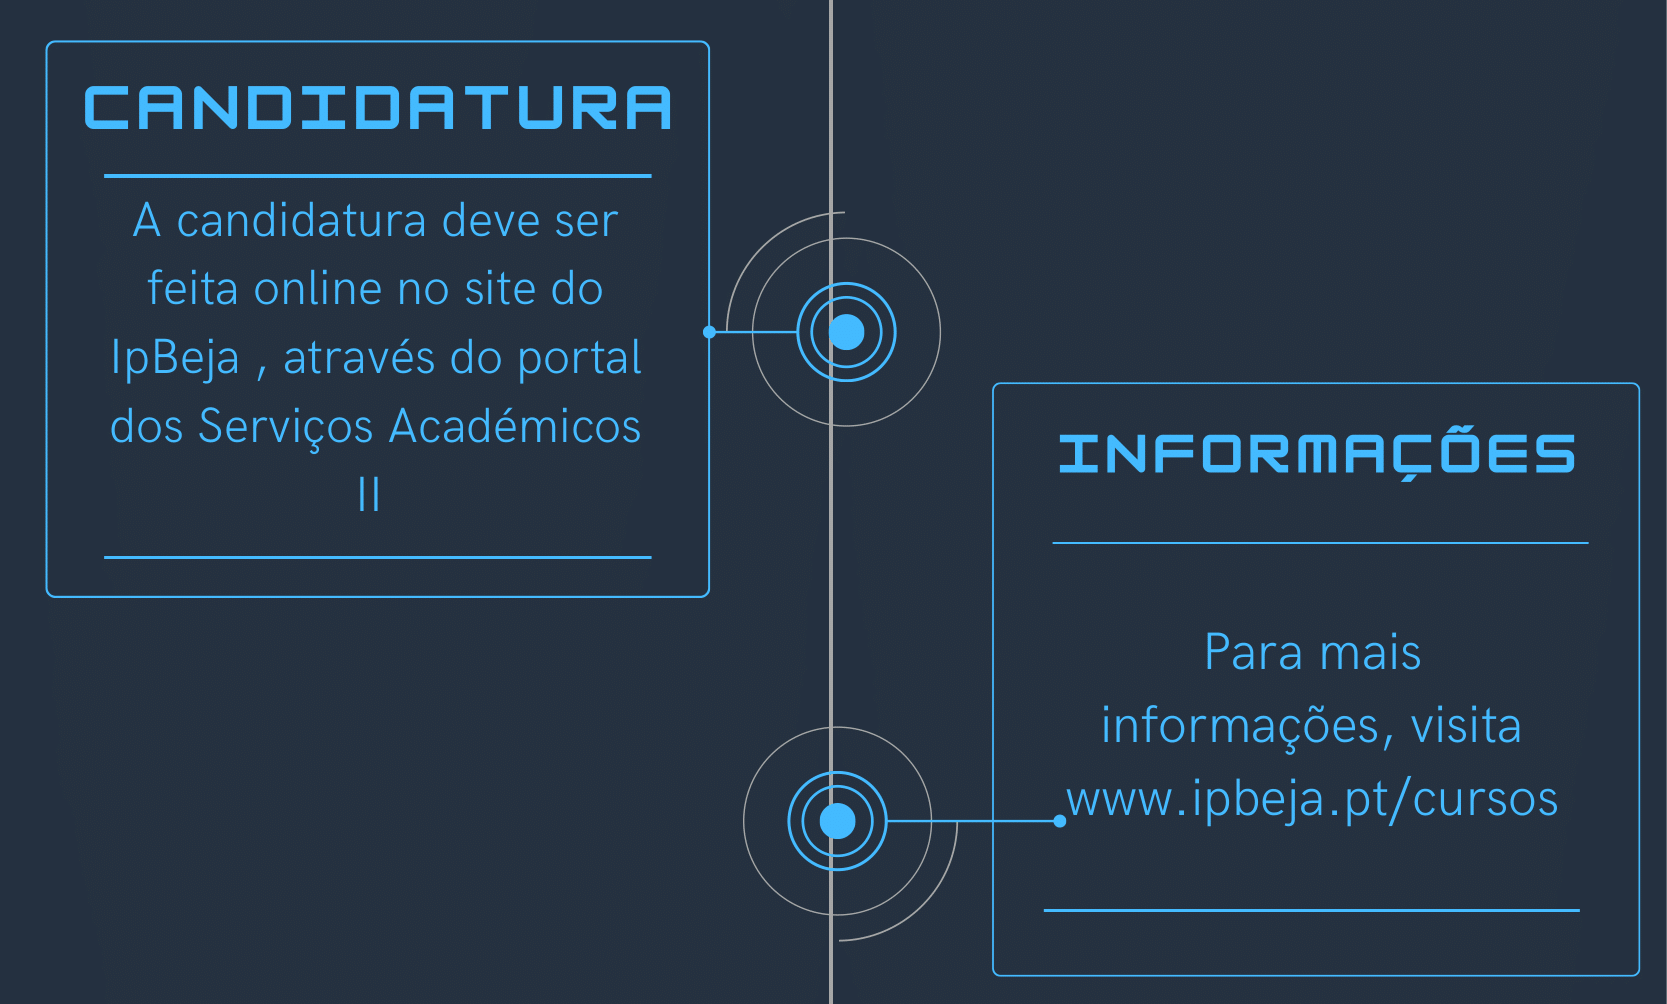 CANDIDATURA
A candidatura deve ser
feita online no site do
IpBeja , através do portal
dos Serviços Académicos
II
INFORMAÇÕES
Para mais
informações, visita
www.ipbeja.pt/cursos